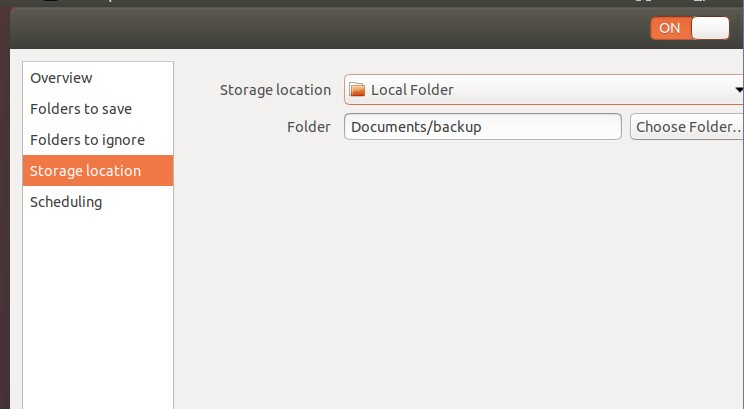 ON
Overview
Folders to save
Folders to ignore
Storage location
Scheduling
Storage location
Local Folder
Folder
Documents/backup
Choose Folder...